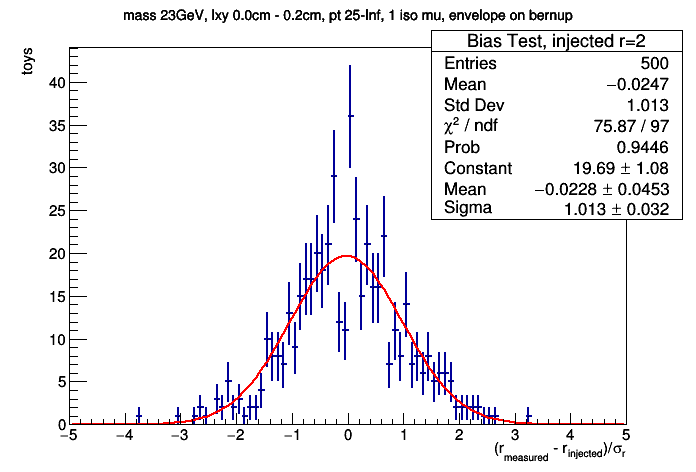 mass 23GeV, lxy 0.0cm - 0.2cm, pt 25-Inf, 1 iso mu, envelope on bernup
Bias Test, injected r=2
Entries 500
Mean −0.0247
Std Dev 1.013
χ² / ndf 75.87 / 97
Prob 0.9446
Constant 19.69 ± 1.08
Mean −0.0228 ± 0.0453
Sigma 1.013 ± 0.032
toys
40
35
30
25
20
15
10
5
0
−5 −4 −3 −2 −1 0 1 2 3 4 5
(r_measured - r_injected)/σ_r